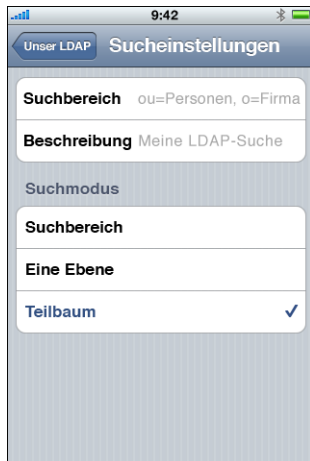 9:42
Unser LDAP Sucheinstellungen
Suchbereich ou=Personen, o=Firma
Beschreibung Meine LDAP-Suche
Suchmodus
Suchbereich
Eine Ebene
Teilbaum